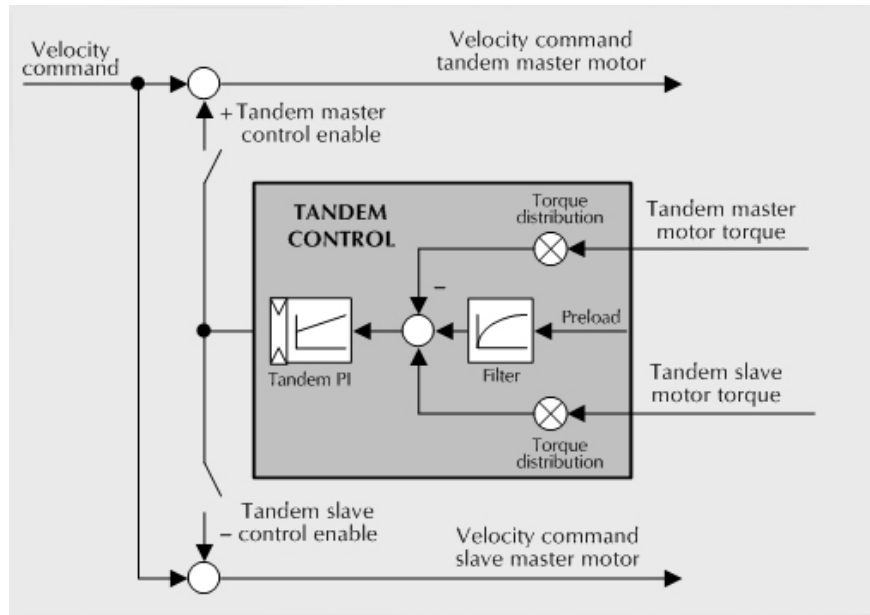 Velocity
command
Velocity command
tandem master motor
+ Tandem master
control enable
TANDEM
CONTROL
Torque
distribution
Tandem master
motor torque
–
Preload
Tandem PI
Filter
Tandem slave
motor torque
Torque
distribution
Tandem slave
– control enable
Velocity command
slave master motor